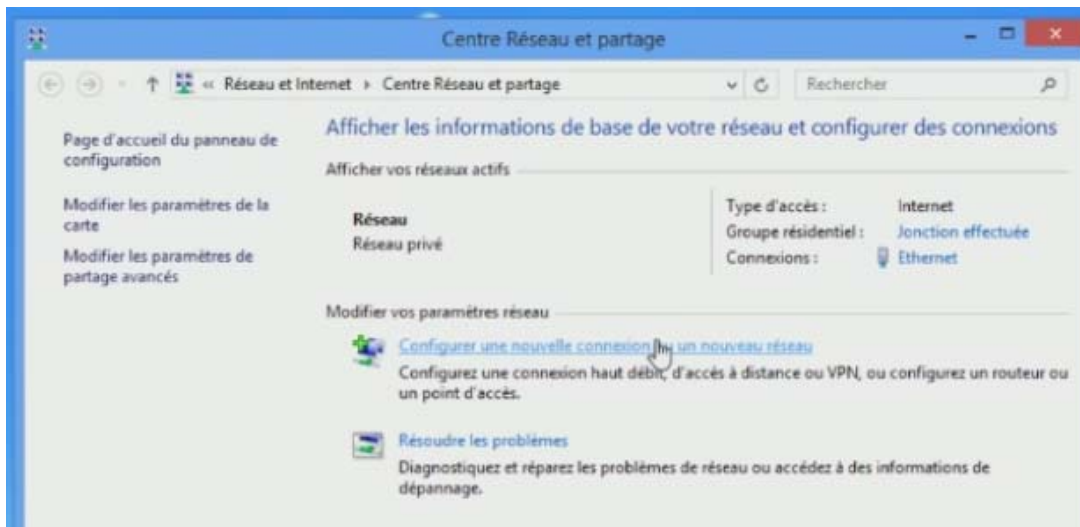 Centre Réseau et partage
« Réseau et Internet Centre Réseau et partage
Rechercher
Page d'accueil du panneau de
configuration
Modifier les paramètres de la
carte
Modifier les paramètres de
partage avancés
Afficher les informations de base de votre réseau et configurer des connexions
Afficher vos réseaux actifs
Réseau
Réseau privé
Type d'accès : Internet
Groupe résidentiel : Jonction effectuée
Connexions : Ethernet
Modifier vos paramètres réseau
Configurer une nouvelle connexion un nouveau réseau
Configurez une connexion haut débit, d'accès à distance ou VPN, ou configurez un routeur ou
un point d'accès.
Résoudre les problèmes
Diagnostiquez et réparez les problèmes de réseau ou accédez à des informations de
dépannage.